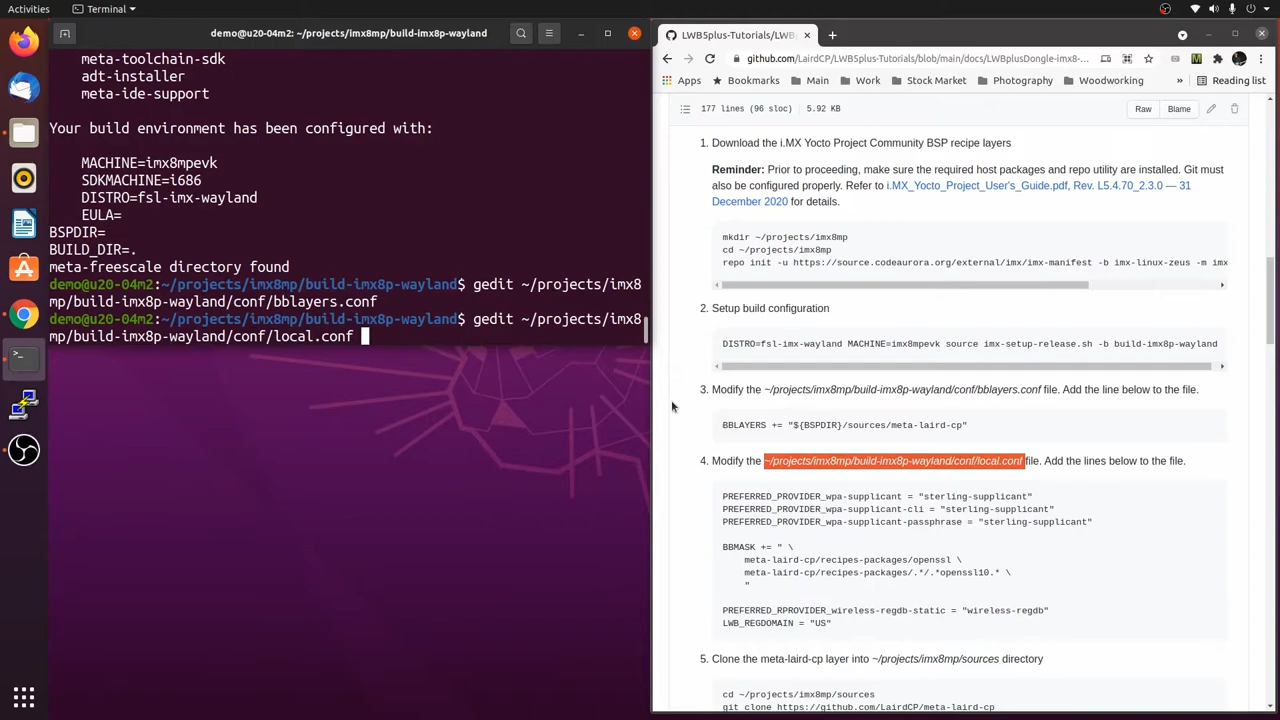 Activities
Terminal
demo@u20-04m2: ~/projects/imx8mp/build-imx8p-wayland
meta-toolchain-sdk
adt-installer
meta-ide-support
Your build environment has been configured with:
MACHINE=imx8mpevk
SDKMACHINE=i686
DISTRO=fsl-imx-wayland
EULA=
BSPDIR=
BUILD_DIR=.
meta-freescale directory found
demo@u20-04m2:~/projects/imx8mp/build-imx8p-wayland$ gedit ~/projects/imx8
mp/build-imx8p-wayland/conf/bblayers.conf
demo@u20-04m2:~/projects/imx8mp/build-imx8p-wayland$ gedit ~/projects/imx8
mp/build-imx8p-wayland/conf/local.conf
LWB5plus-Tutorials/LWB
github.com/LairdCP/LWB5plus-Tutorials/blob/main/docs/LWBplusDongle-imx8-...
Apps
Bookmarks
Main
Work
Stock Market
Photography
Woodworking
»
Reading list
177 lines (96 sloc)
5.92 KB
Raw
Blame
1. Download the i.MX Yocto Project Community BSP recipe layers
Reminder: Prior to proceeding, make sure the required host packages and repo utility are installed. Git must
also be configured properly. Refer to i.MX_Yocto_Project_User's_Guide.pdf, Rev. L5.4.70_2.3.0 — 31
December 2020 for details.
mkdir ~/projects/imx8mp
cd ~/projects/imx8mp
repo init -u https://source.codeaurora.org/external/imx/imx-manifest -b imx-linux-zeus -m imx
2. Setup build configuration
DISTRO=fsl-imx-wayland MACHINE=imx8mpevk source imx-setup-release.sh -b build-imx8p-wayland
3. Modify the ~/projects/imx8mp/build-imx8p-wayland/conf/bblayers.conf file. Add the line below to the file.
BBLAYERS += "${BSPDIR}/sources/meta-laird-cp"
4. Modify the ~/projects/imx8mp/build-imx8p-wayland/conf/local.conf file. Add the lines below to the file.
PREFERRED_PROVIDER_wpa-supplicant = "sterling-supplicant"
PREFERRED_PROVIDER_wpa-supplicant-cli = "sterling-supplicant"
PREFERRED_PROVIDER_wpa-supplicant-passphrase = "sterling-supplicant"
BBMASK += " \
meta-laird-cp/recipes-packages/openssl \
meta-laird-cp/recipes-packages/.*/.*openssl10.* \
"
PREFERRED_RPROVIDER_wireless-regdb-static = "wireless-regdb"
LWB_REGDOMAIN = "US"
5. Clone the meta-laird-cp layer into ~/projects/imx8mp/sources directory
cd ~/projects/imx8mp/sources
git clone https://github.com/LairdCP/meta-laird-cp